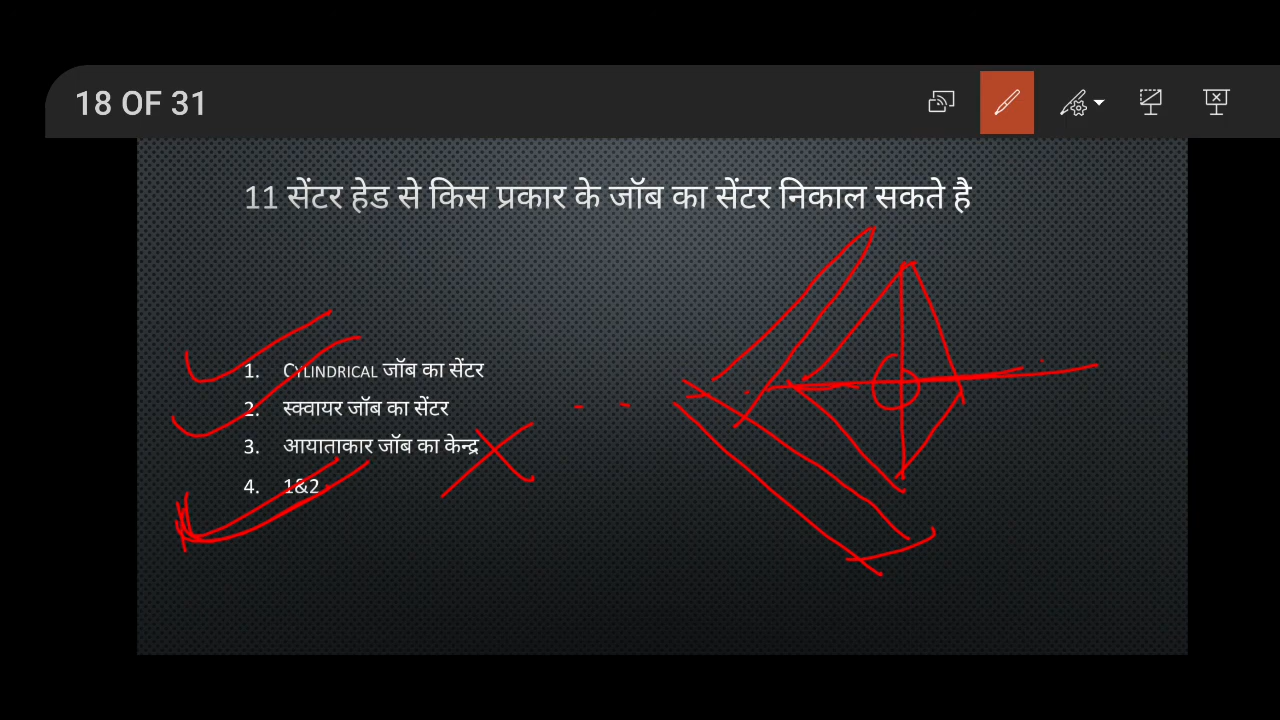 18 OF 31
11 सेंटर हेड से किस प्रकार के जॉब का सेंटर निकाल सकते है
1. CYLINDRICAL जॉब का सेंटर
2. स्क्वायर जॉब का सेंटर
3. आयाताकार जॉब का केन्द्र
4. 1&2